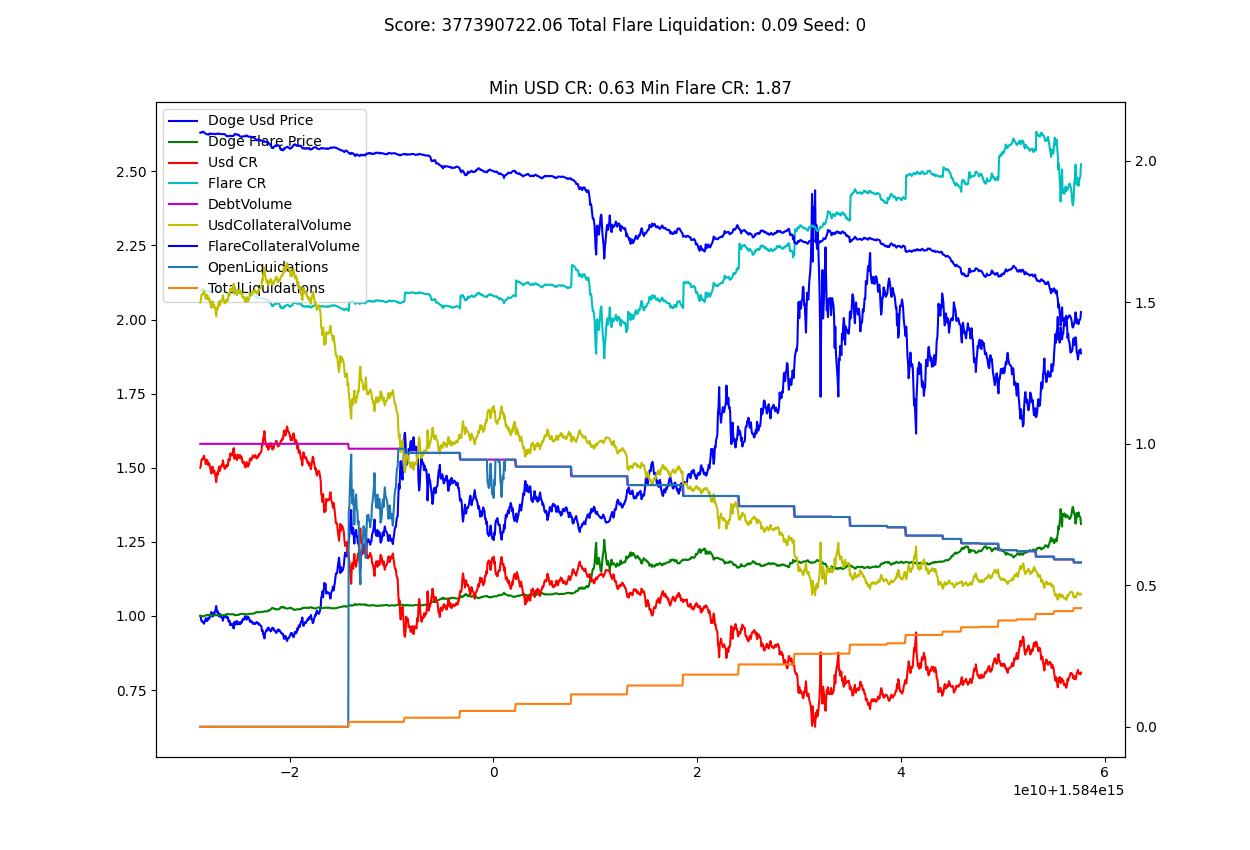 Score: 377390722.06 Total Flare Liquidation: 0.09 Seed: 0
Min USD CR: 0.63 Min Flare CR: 1.87
Doge Usd Price
Doge Flare Price
Usd CR
Flare CR
DebtVolume
UsdCollateralVolume
FlareCollateralVolume
OpenLiquidations
TotalLiquidations
2.50
2.25
2.00
1.75
1.50
1.25
1.00
0.75
2.0
1.5
1.0
0.5
0.0
−2 0 2 4 6
1e10+1.584e15